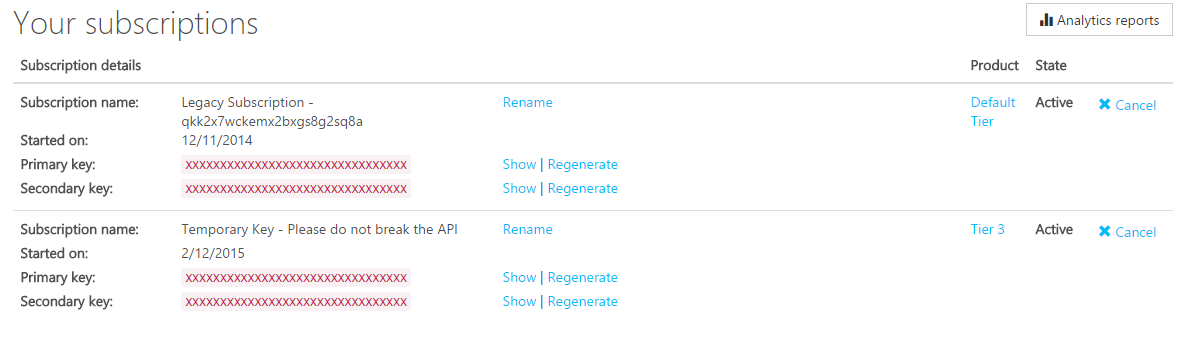 Your subscriptions
Analytics reports
Subscription details Product State
Subscription name: Legacy Subscription - Rename Default Active Cancel
qkk2x7wckemx2bxgs8g2sq8a Tier
Started on: 12/11/2014
Primary key: XXXXXXXXXXXXXXXXXXXXXXXXXXXXXXXX Show | Regenerate
Secondary key: XXXXXXXXXXXXXXXXXXXXXXXXXXXXXXXX Show | Regenerate
Subscription name: Temporary Key - Please do not break the API Rename Tier 3 Active Cancel
Started on: 2/12/2015
Primary key: XXXXXXXXXXXXXXXXXXXXXXXXXXXXXXXX Show | Regenerate
Secondary key: XXXXXXXXXXXXXXXXXXXXXXXXXXXXXXXX Show | Regenerate